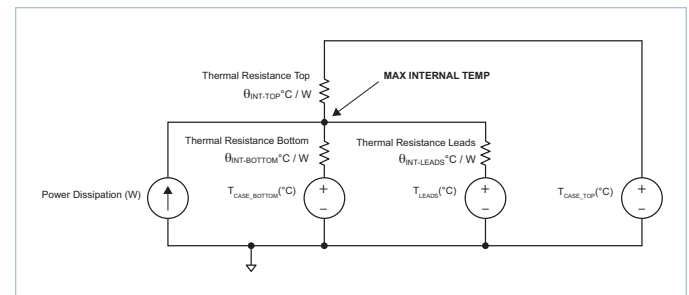 Thermal Resistance Top
θINT-TOP°C / W
MAX INTERNAL TEMP
Thermal Resistance Bottom
θINT-BOTTOM°C / W
Thermal Resistance Leads
θINT-LEADS°C / W
Power Dissipation (W)
TCASE_BOTTOM(°C)
TLEADS(°C)
TCASE_TOP(°C)
+
–
+
–
+
–